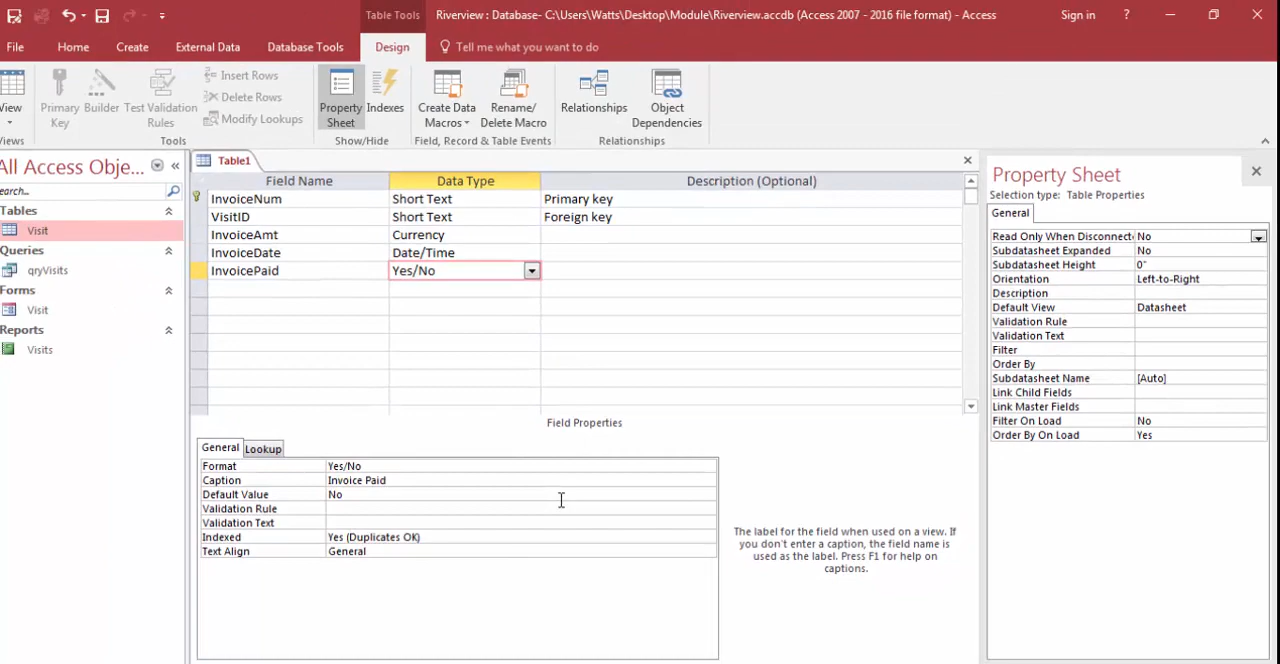 Table Tools
Riverview : Database- C:\Users\Watts\Desktop\Module\Riverview.accdb (Access 2007 - 2016 file format) - Access
Sign in
?
File
Home
Create
External Data
Database Tools
Design
Tell me what you want to do
View
Primary Key
Builder
Test Validation Rules
Insert Rows
Delete Rows
Modify Lookups
Property Sheet
Indexes
Create Data Macros
Rename/ Delete Macro
Relationships
Object Dependencies
Views
Tools
Show/Hide
Field, Record & Table Events
Relationships
All Access Obje...
earch...
Tables
Visit
Queries
qryVisits
Forms
Visit
Reports
Visits
Table1
Field Name
Data Type
Description (Optional)
InvoiceNum
Short Text
Primary key
VisitID
Short Text
Foreign key
InvoiceAmt
Currency
InvoiceDate
Date/Time
InvoicePaid
Yes/No
Field Properties
General
Lookup
Format
Yes/No
Caption
Invoice Paid
Default Value
No
Validation Rule
Validation Text
Indexed
Yes (Duplicates OK)
Text Align
General
The label for the field when used on a view. If
you don't enter a caption, the field name is
used as the label. Press F1 for help on
captions.
Property Sheet
Selection type: Table Properties
General
Read Only When Disconnect
No
Subdatasheet Expanded
No
Subdatasheet Height
0"
Orientation
Left-to-Right
Description
Default View
Datasheet
Validation Rule
Validation Text
Filter
Order By
Subdatasheet Name
[Auto]
Link Child Fields
Link Master Fields
Filter On Load
No
Order By On Load
Yes